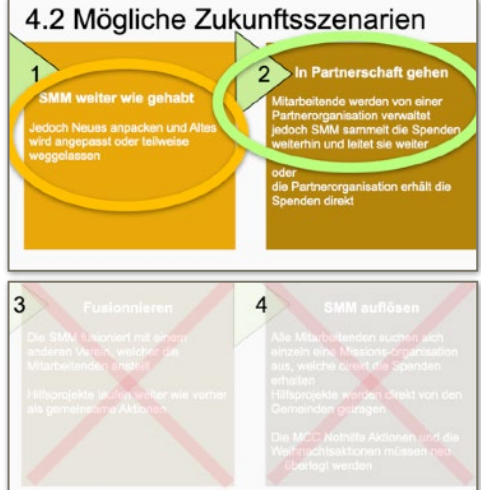 4.2 Mögliche Zukunftsszenarien
1
SMM weiter wie gehabt
Jedoch Neues anpacken und Altes
wird angepasst oder teilweise
weggelassen
2
In Partnerschaft gehen
Mitarbeitende werden von einer
Partnerorganisation verwaltet
jedoch SMM sammelt die Spenden
weiterhin und leitet sie weiter
oder
die Partnerorganisation erhält die
Spenden direkt
3
Fusionnieren
Die SMM fusioniert mit einem
anderen Verein, welcher die
Mitarbeitenden anstellt
Hilfsprojekte laufen weiter wie vorher
als gemeinsame Aktionen
4
SMM auflösen
Alle Mitarbeitenden suchen sich
einzeln eine Missions-organisation
aus, welche direkt die Spenden
erhalten
Hilfsprojekte werden direkt von den
Gemeinden getragen
Die MCC Nothilfe Aktionen und die
Weihnachtsaktionen müssen neu
überlegt werden